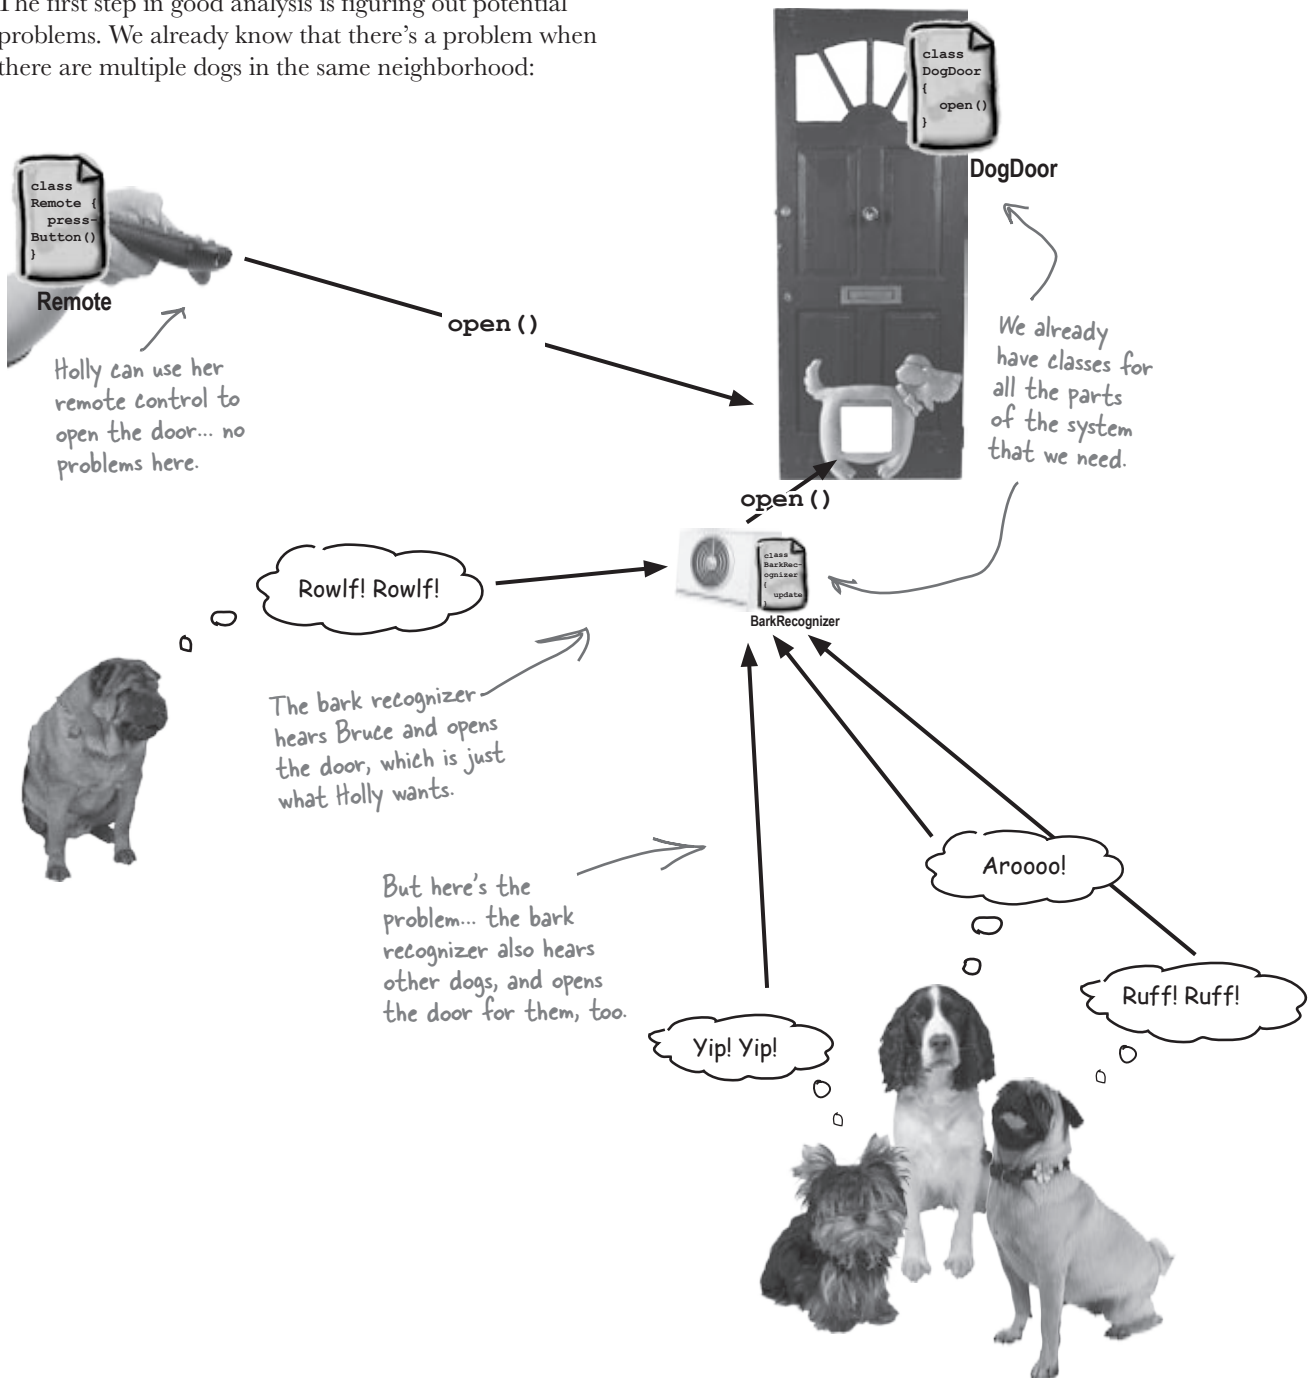 The first step in good analysis is figuring out potential
problems. We already know that there's a problem when
there are multiple dogs in the same neighborhood:
class
DogDoor
{
open()
}
DogDoor
class
Remote {
press-
Button()
}
Remote
open()
Holly can use her
remote control to
open the door... no
problems here.
We already
have classes for
all the parts
of the system
that we need.
open()
class
BarkRec-
ognizer
{
update
}
BarkRecognizer
Rowlf! Rowlf!
The bark recognizer
hears Bruce and opens
the door, which is just
what Holly wants.
But here's the
problem... the bark
recognizer also hears
other dogs, and opens
the door for them, too.
Aroooo!
Ruff! Ruff!
Yip! Yip!